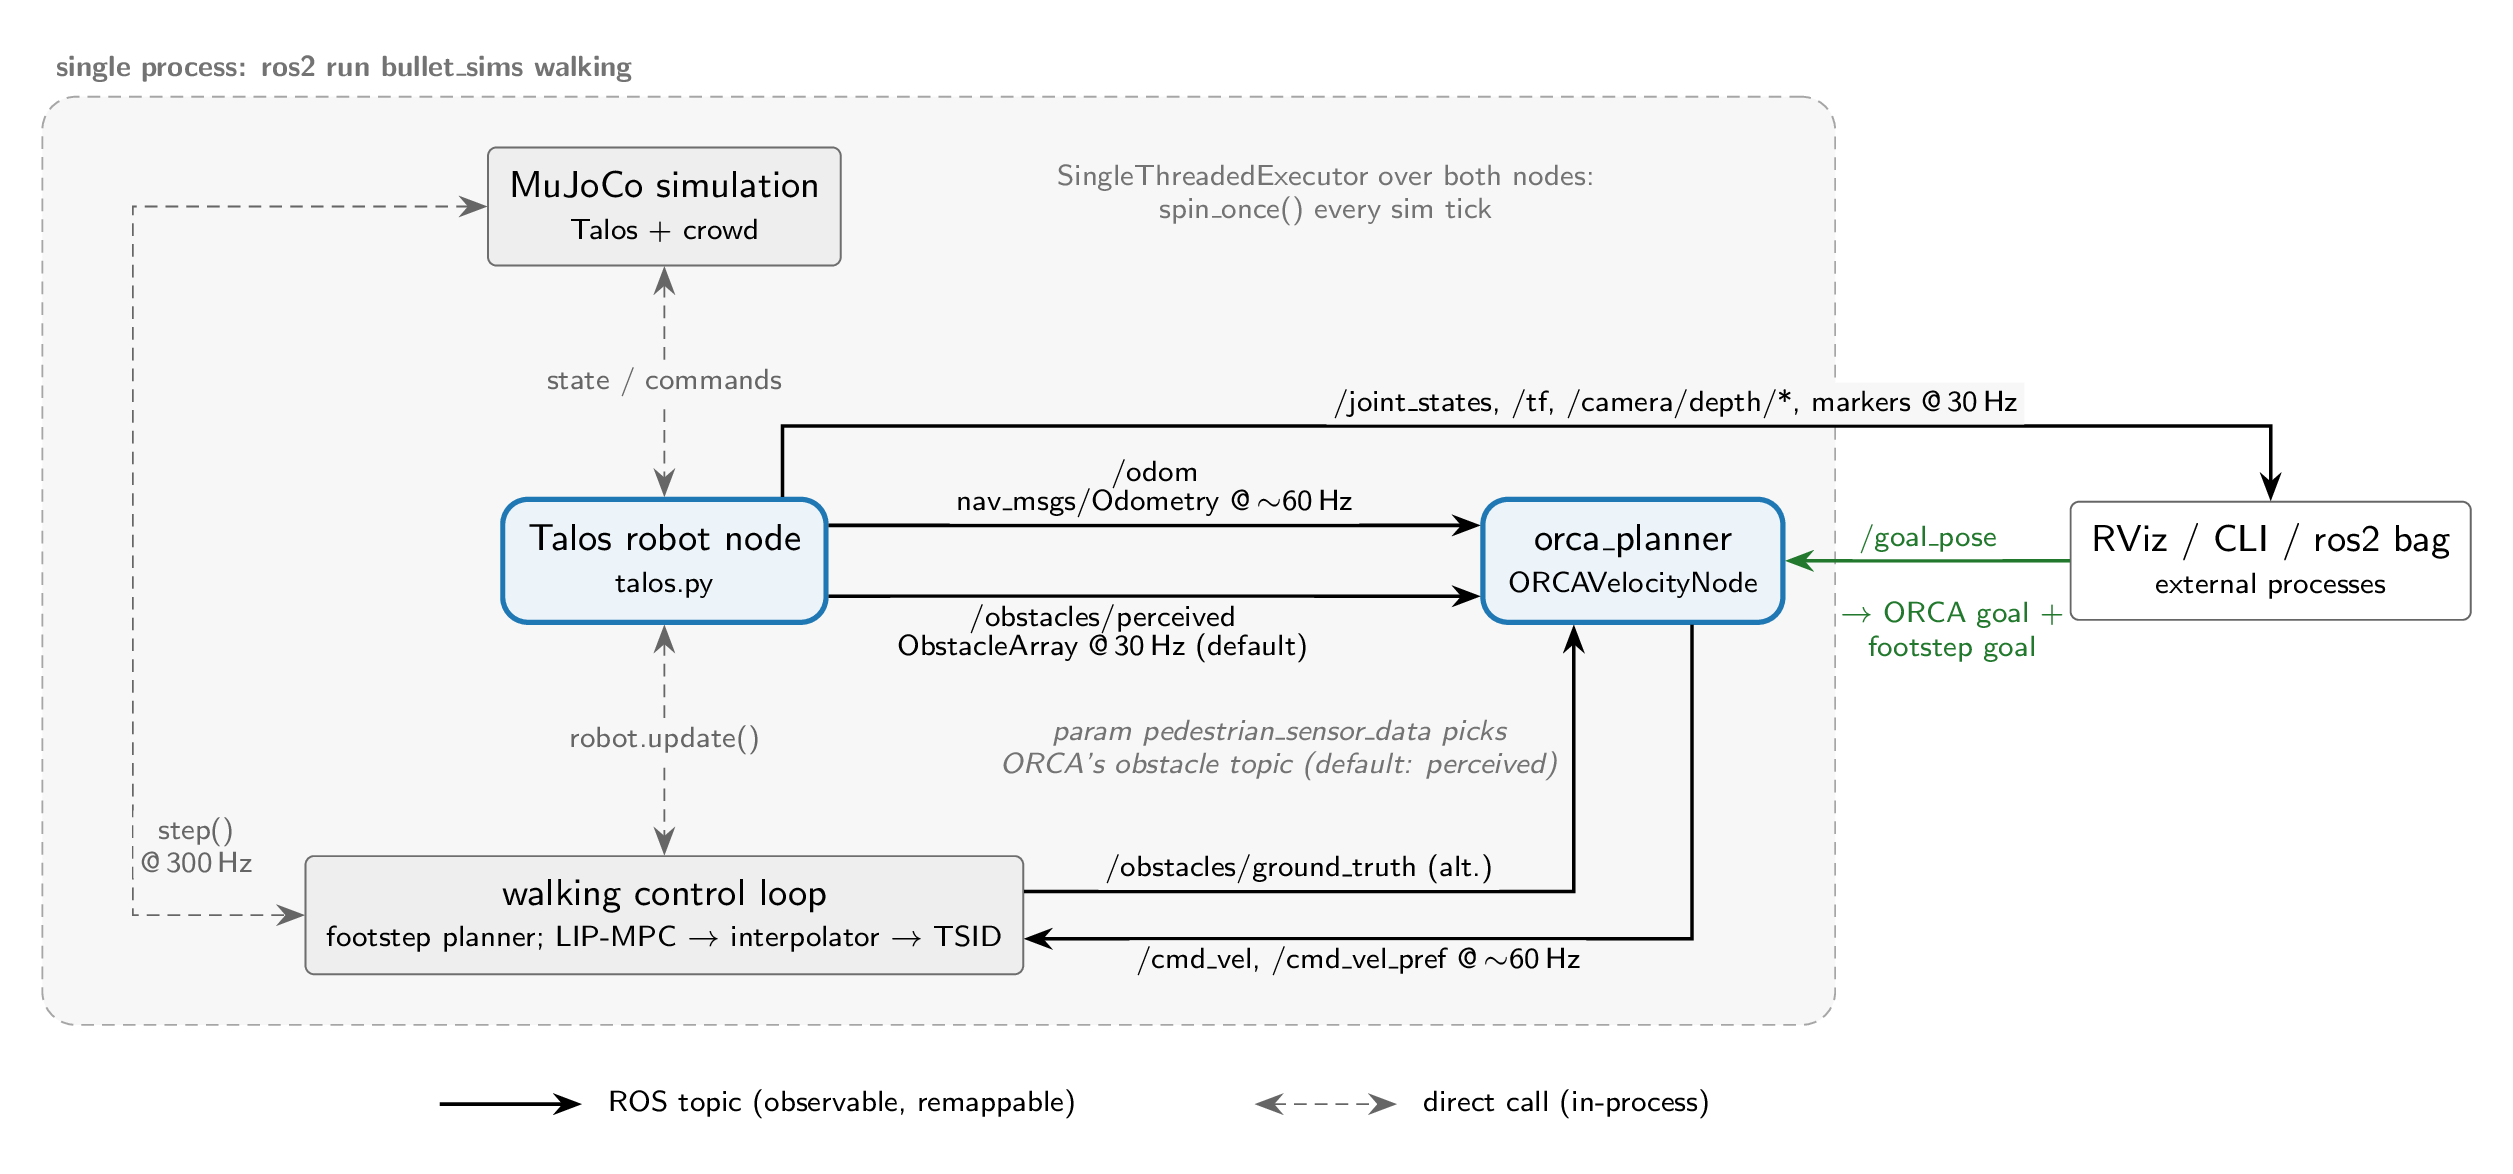 single process: ros2 run bullet_sims walking
MuJoCo simulation
Talos + crowd
SingleThreadedExecutor over both nodes:
spin_once() every sim tick
state / commands
/joint_states, /tf, /camera/depth/*, markers @ 30 Hz
/odom
nav_msgs/Odometry @ ~60 Hz
Talos robot node
talos.py
orca_planner
ORCAVelocityNode
/goal_pose
RViz / CLI / ros2 bag
external processes
/obstacles/perceived
ObstacleArray @ 30 Hz (default)
→ ORCA goal +
footstep goal
robot.update()
param pedestrian_sensor_data picks
ORCA's obstacle topic (default: perceived)
step()
@ 300 Hz
walking control loop
footstep planner; LIP-MPC → interpolator → TSID
/obstacles/ground_truth (alt.)
/cmd_vel, /cmd_vel_pref @ ~60 Hz
ROS topic (observable, remappable)
direct call (in-process)